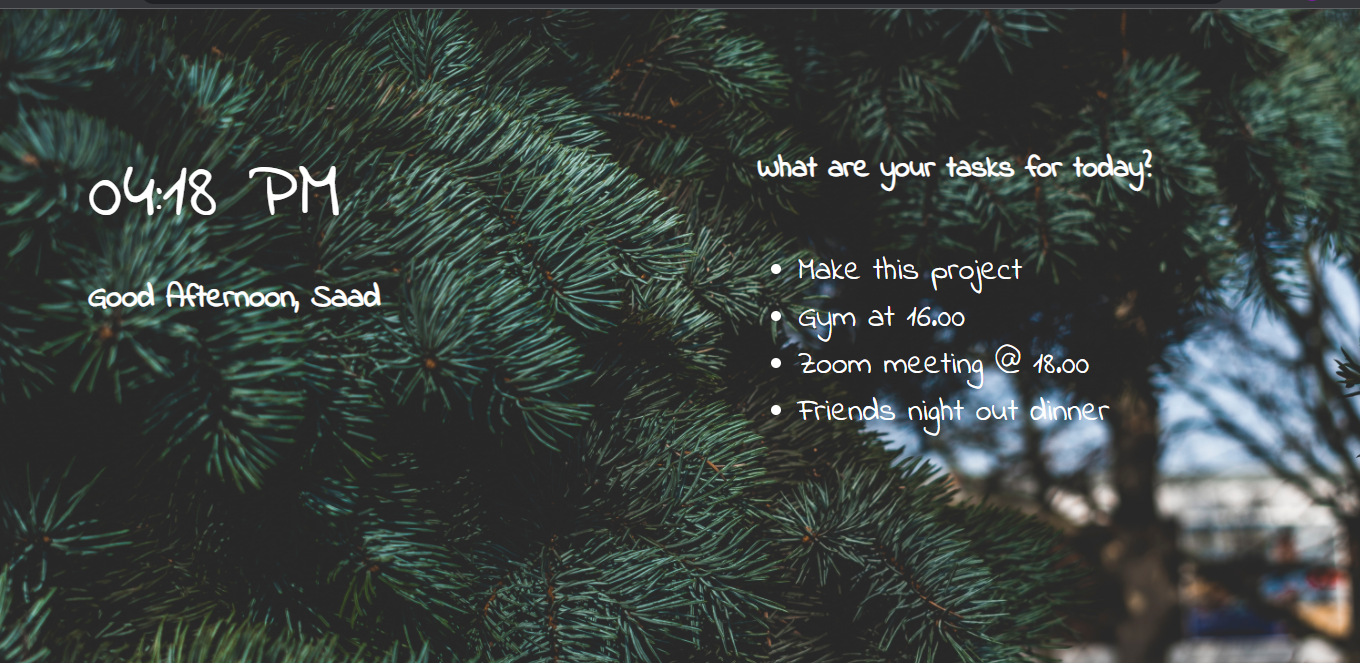 04:18 PM
Good Afternoon, Saad
What are your tasks for today?
Make this project
Gym at 16.00
Zoom meeting @ 18.00
Friends night out dinner